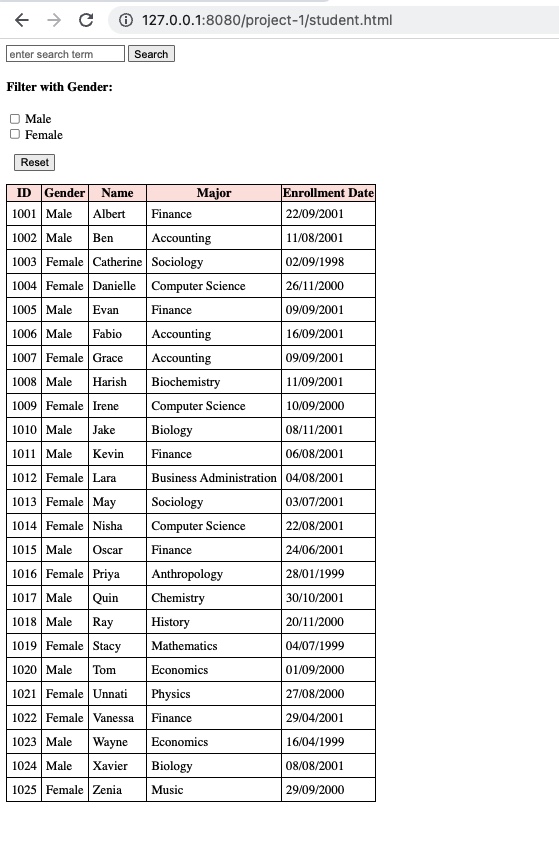 127.0.0.1:8080/project-1/student.html
enter search term Search
Filter with Gender:
Male
Female
Reset
ID Gender Name Major Enrollment Date
1001 Male Albert Finance 22/09/2001
1002 Male Ben Accounting 11/08/2001
1003 Female Catherine Sociology 02/09/1998
1004 Female Danielle Computer Science 26/11/2000
1005 Male Evan Finance 09/09/2001
1006 Male Fabio Accounting 16/09/2001
1007 Female Grace Accounting 09/09/2001
1008 Male Harish Biochemistry 11/09/2001
1009 Female Irene Computer Science 10/09/2000
1010 Male Jake Biology 08/11/2001
1011 Male Kevin Finance 06/08/2001
1012 Female Lara Business Administration 04/08/2001
1013 Female May Sociology 03/07/2001
1014 Female Nisha Computer Science 22/08/2001
1015 Male Oscar Finance 24/06/2001
1016 Female Priya Anthropology 28/01/1999
1017 Male Quin Chemistry 30/10/2001
1018 Male Ray History 20/11/2000
1019 Female Stacy Mathematics 04/07/1999
1020 Male Tom Economics 01/09/2000
1021 Female Unnati Physics 27/08/2000
1022 Female Vanessa Finance 29/04/2001
1023 Male Wayne Economics 16/04/1999
1024 Male Xavier Biology 08/08/2001
1025 Female Zenia Music 29/09/2000